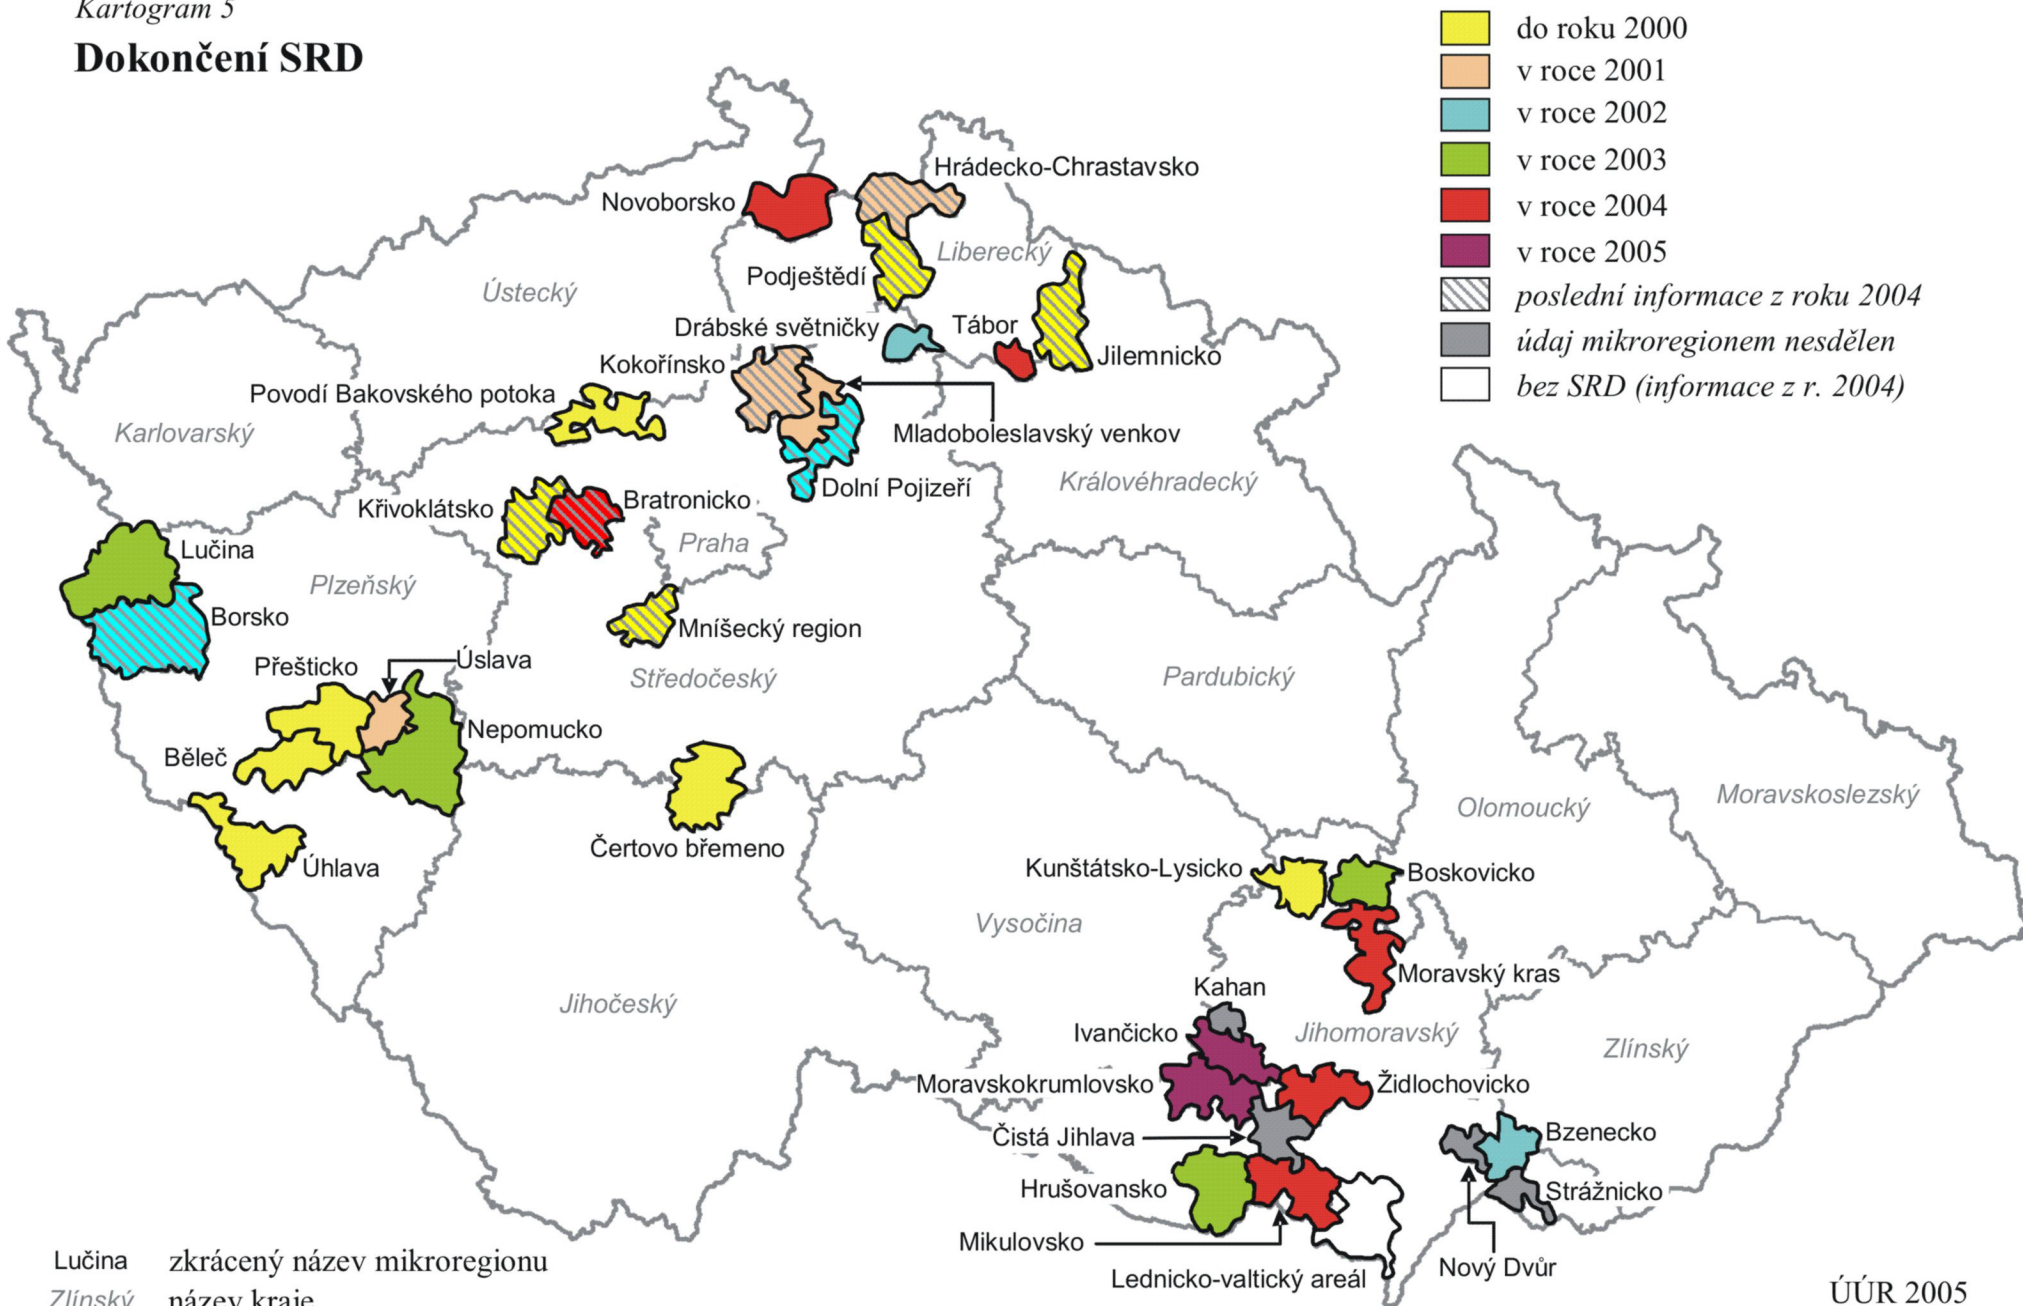 Kartogram 5
Dokončení SRD
do roku 2000
v roce 2001
v roce 2002
v roce 2003
v roce 2004
v roce 2005
poslední informace z roku 2004
údaj mikroregionem nesdělen
bez SRD (informace z r. 2004)
Hrádecko-Chrastavsko
Novoborsko
Liberecký
Podještědí
Ústecký
Drábské světničky
Tábor
Jilemnicko
Kokořínsko
Povodí Bakovského potoka
Karlovarský
Mladoboleslavský venkov
Královéhradecký
Dolní Pojizeří
Křivoklátsko
Bratronicko
Praha
Lučina
Plzeňský
Borsko
Mníšecký region
Přešticko
Úslava
Středočeský
Pardubický
Nepomucko
Běleč
Moravskoslezský
Olomoucký
Čertovo břemeno
Úhlava
Kunštátsko-Lysicko
Boskovicko
Vysočina
Moravský kras
Kahan
Jihočeský
Ivančicko
Jihomoravský
Zlínský
Moravskokrumlovsko
Židlochovicko
Čistá Jihlava
Bzenecko
Hrušovansko
Strážnicko
Mikulovsko
Nový Dvůr
Lednicko-valtický areál
Lučina zkrácený název mikroregionu
Zlínský název kraje
ÚÚR 2005